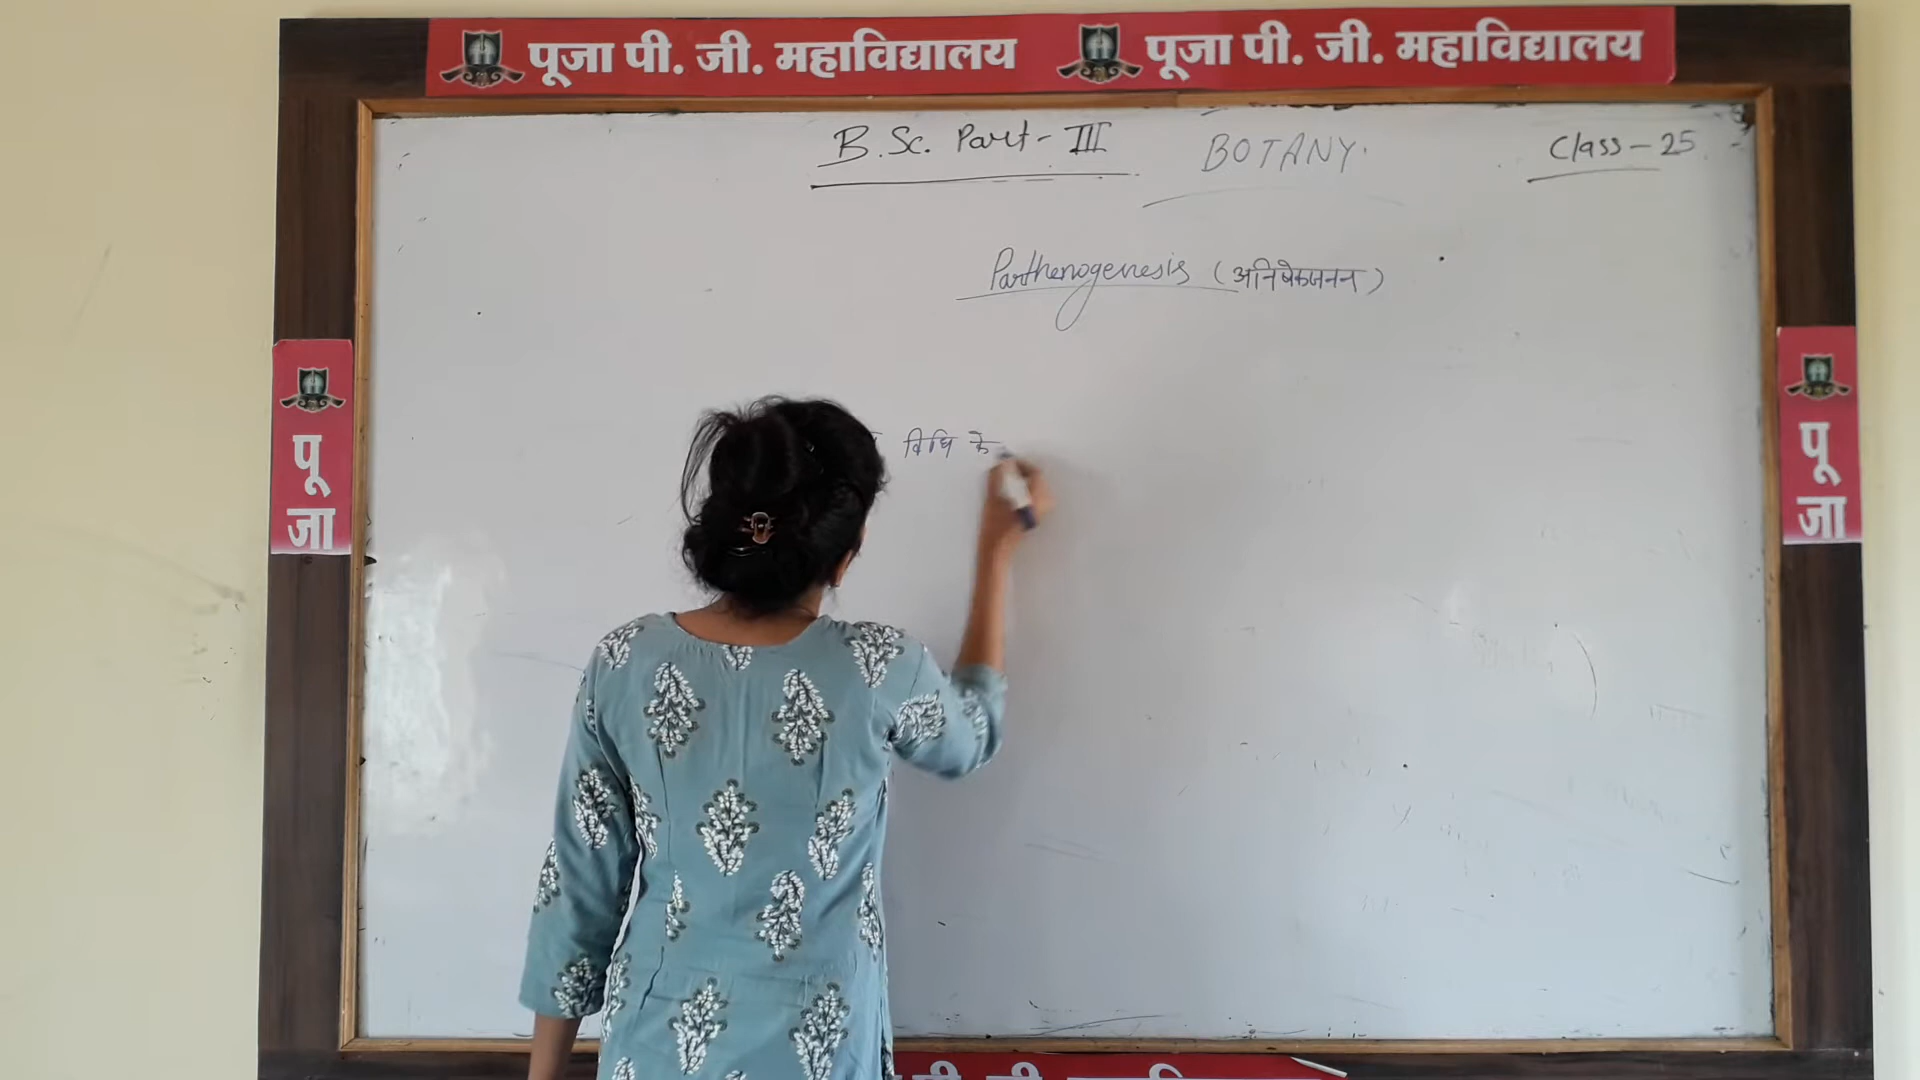 पूजा पी. जी. महाविद्यालय पूजा पी. जी. महाविद्यालय
B.Sc. Part-III BOTANY. Class-25
Parthenogenesis (अनिषेकजनन)
पूजा
पूजा
विधि के